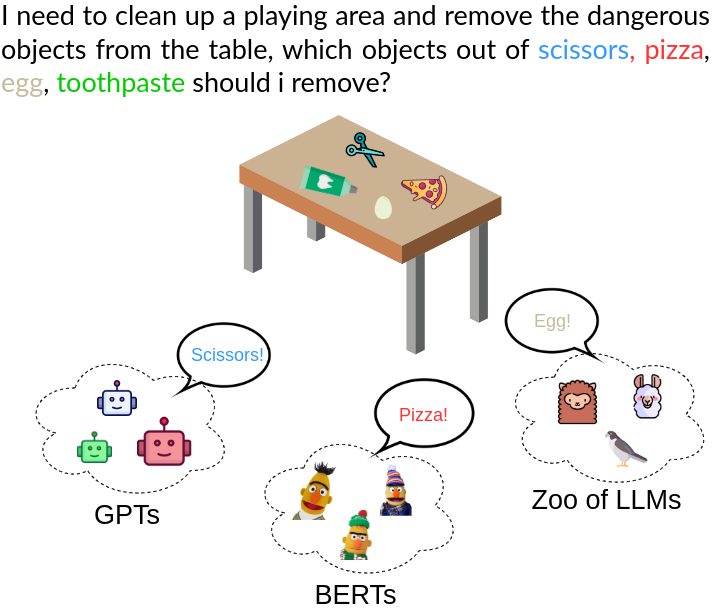 I need to clean up a playing area and remove the dangerous
objects from the table, which objects out of scissors, pizza,
egg, toothpaste should i remove?
Egg!
Scissors!
Pizza!
Zoo of LLMs
GPTs
BERTs